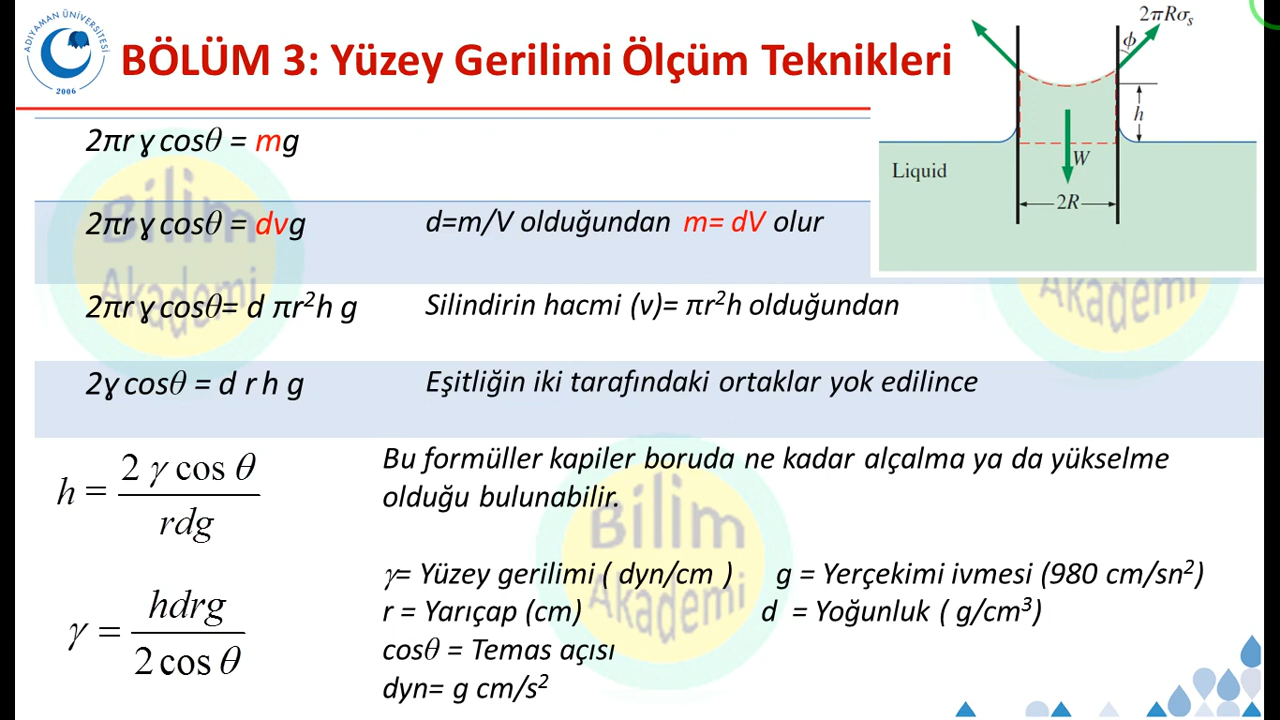 ADIYAMAN ÜNİVERSİTESİ
2006
BÖLÜM 3: Yüzey Gerilimi Ölçüm Teknikleri
2πRσs
ϕ
h
W
Liquid
2R
2πr ɣ cosθ = mg
2πr ɣ cosθ = dvg
d=m/V olduğundan m= dV olur
2πr ɣ cosθ= d πr²h g
Silindirin hacmi (v)= πr²h olduğundan
2ɣ cosθ = d r h g
Eşitliğin iki tarafındaki ortaklar yok edilince
h = 2 γ cos θ / rdg
Bu formüller kapiler boruda ne kadar alçalma ya da yükselme
olduğu bulunabilir.
γ = hdrg / 2 cos θ
γ= Yüzey gerilimi ( dyn/cm ) g = Yerçekimi ivmesi (980 cm/sn²)
r = Yarıçap (cm) d = Yoğunluk ( g/cm³)
cosθ = Temas açısı
dyn= g cm/s²
Bilim
Akademi
Akademi
Bilim
Akademi